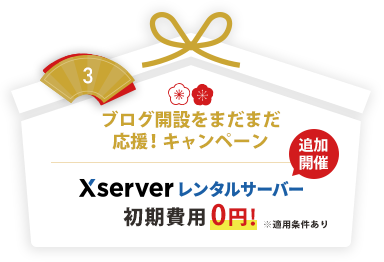 3
ブログ開設をまだまだ
応援！キャンペーン
追加
開催
Xserver レンタルサーバー
初期費用 0円！
※適用条件あり